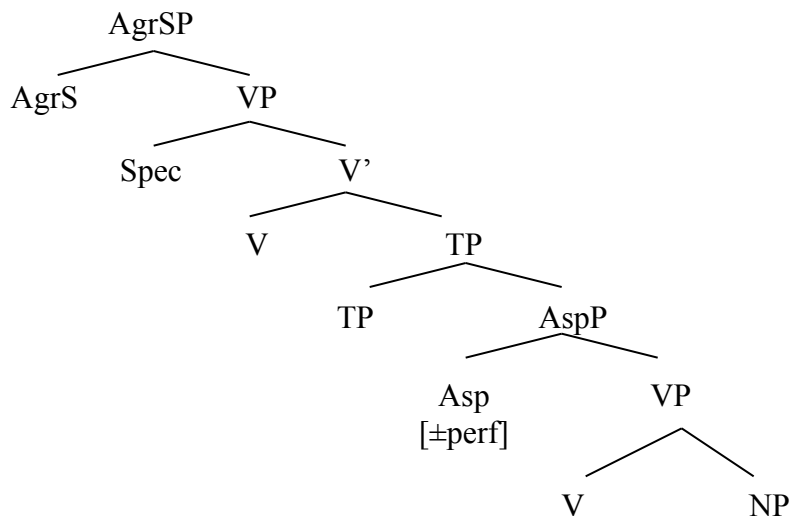 AgrSP
AgrS VP
Spec V’
V TP
TP AspP
Asp VP
[±perf]
V NP